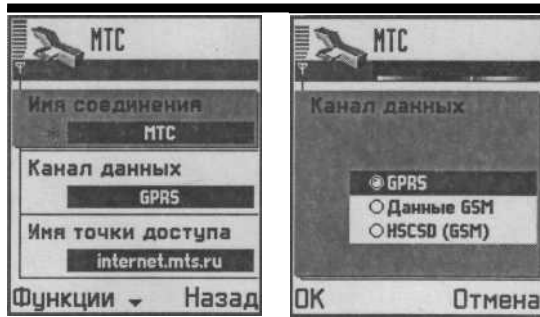 МТС
Имя соединения
МТС
Канал данных
GPRS
Имя точки доступа
internet.mts.ru
Функции Назад
МТС
Канал данных
GPRS
Данные GSM
HSCSD (GSM)
OK Отмена